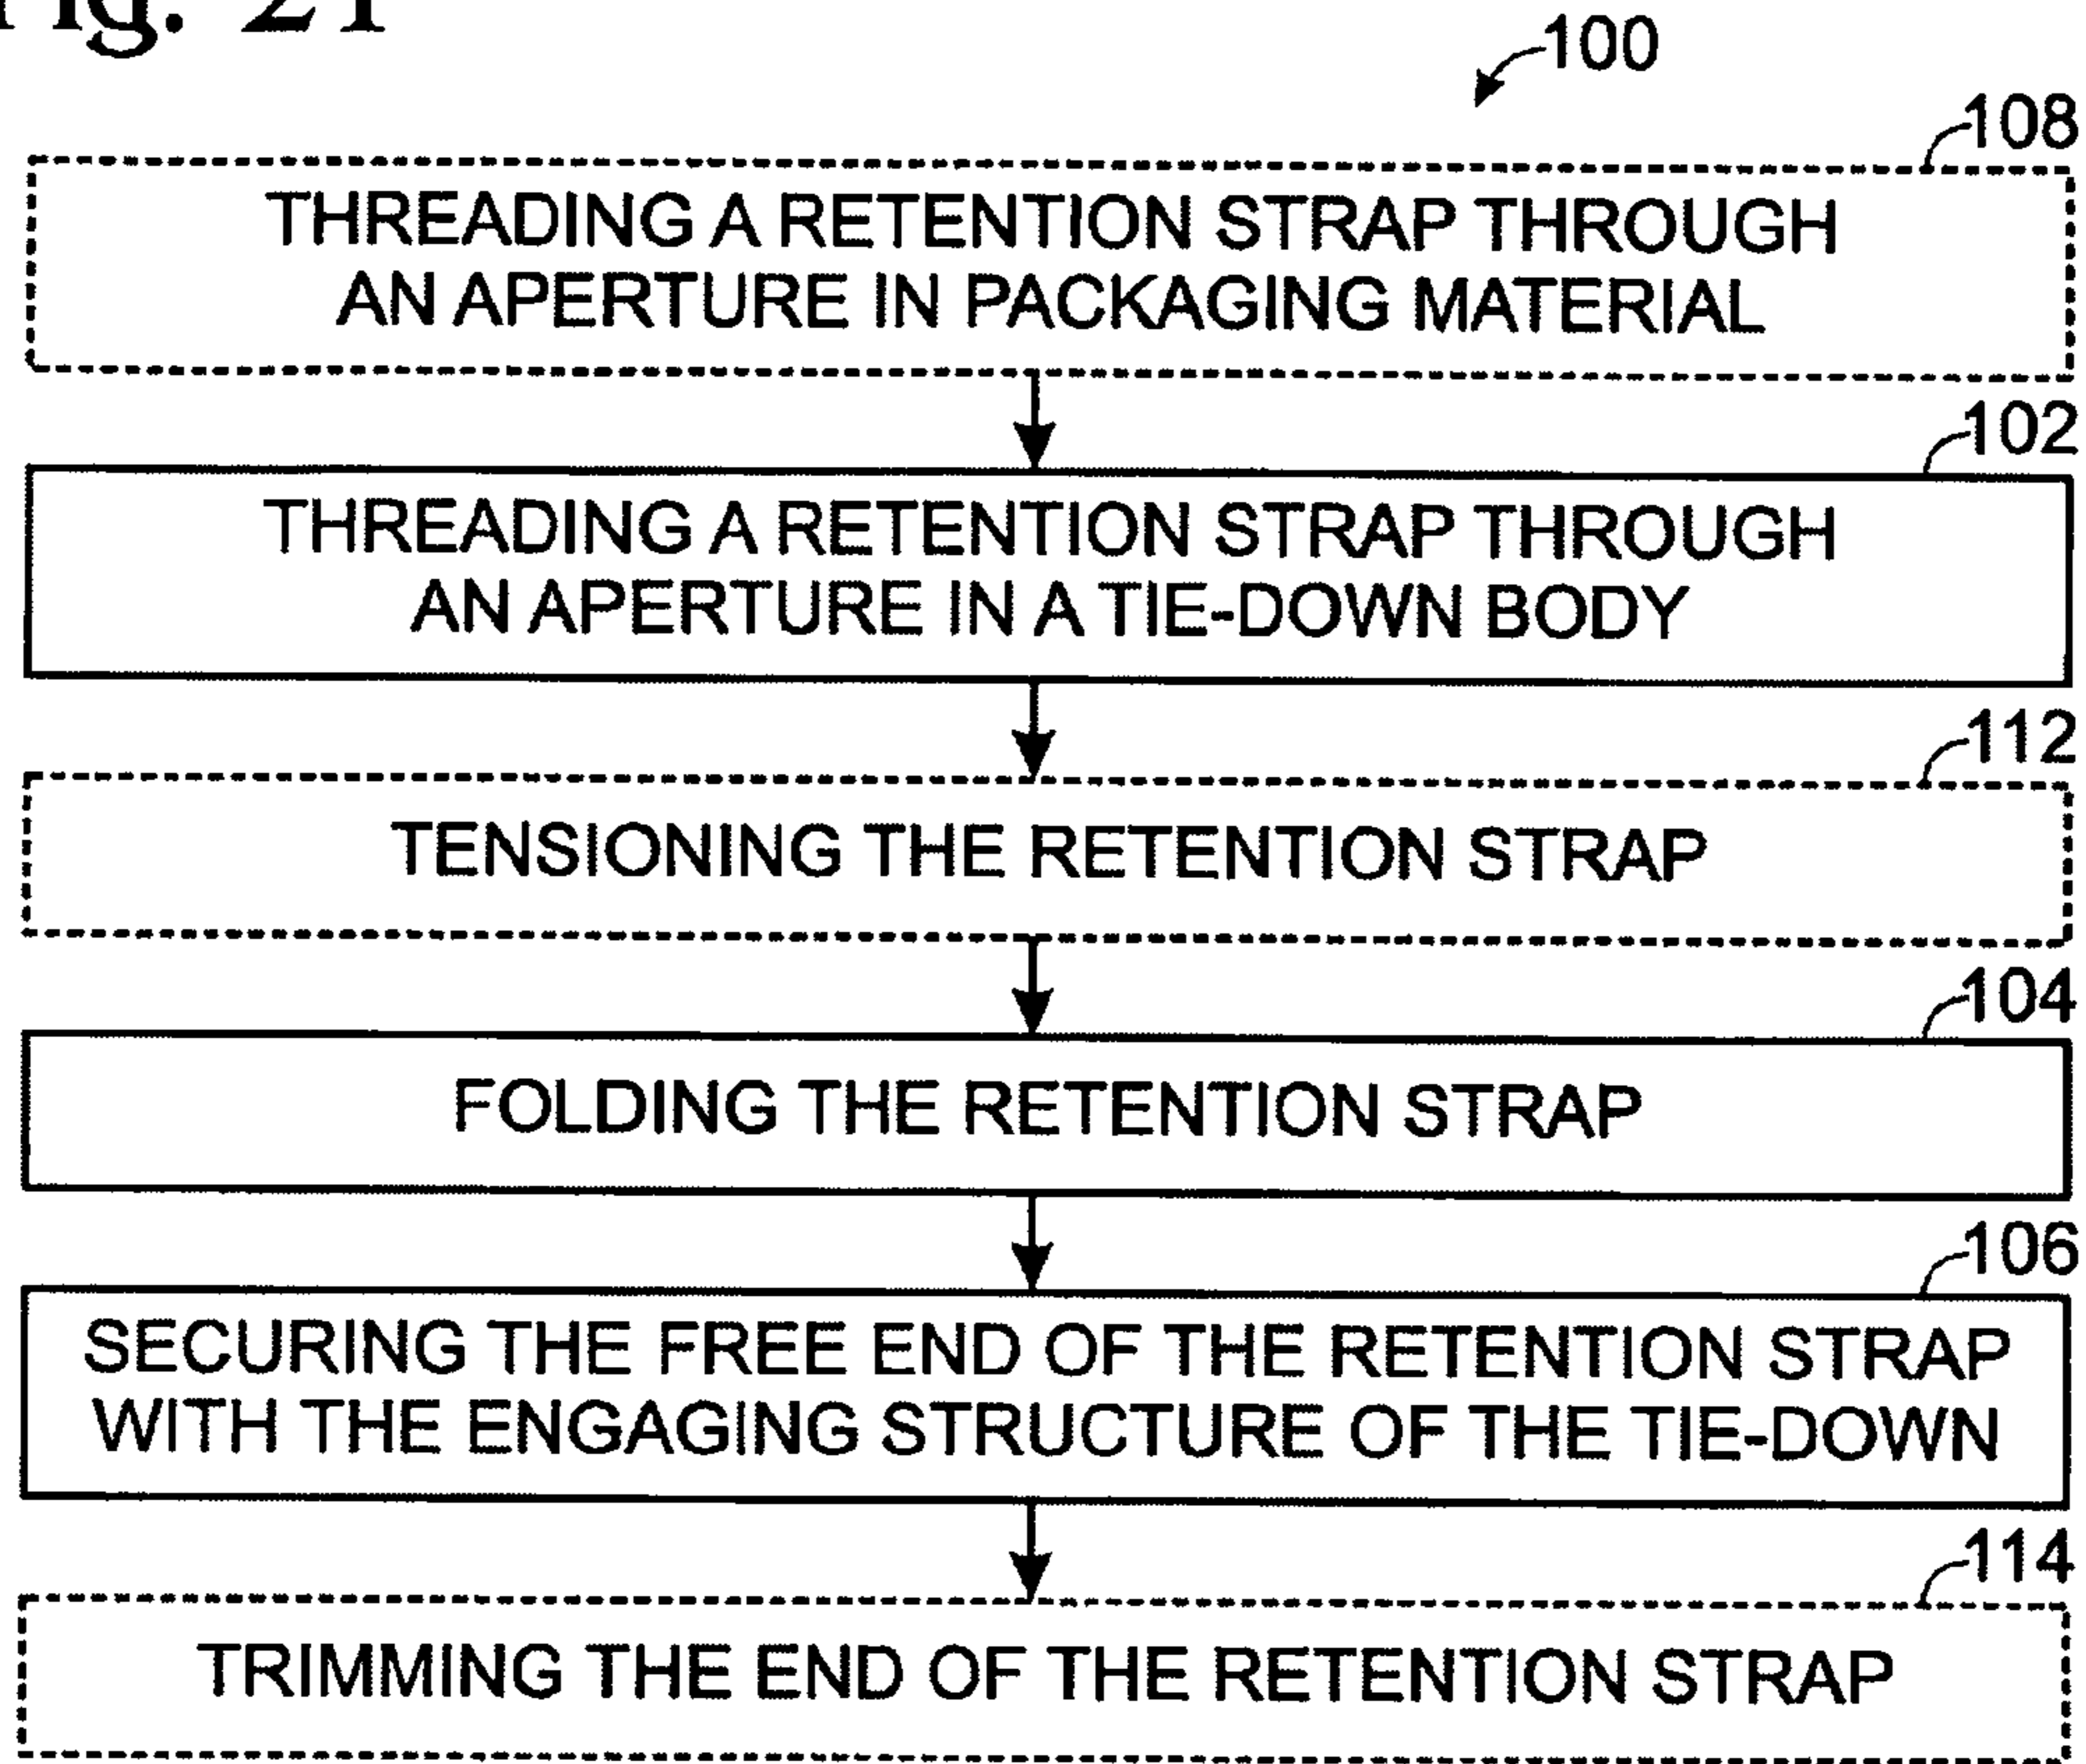 Fig. 21
100
108
THREADING A RETENTION STRAP THROUGH
AN APERTURE IN PACKAGING MATERIAL
102
THREADING A RETENTION STRAP THROUGH
AN APERTURE IN A TIE-DOWN BODY
112
TENSIONING THE RETENTION STRAP
104
FOLDING THE RETENTION STRAP
106
SECURING THE FREE END OF THE RETENTION STRAP
WITH THE ENGAGING STRUCTURE OF THE TIE-DOWN
114
TRIMMING THE END OF THE RETENTION STRAP